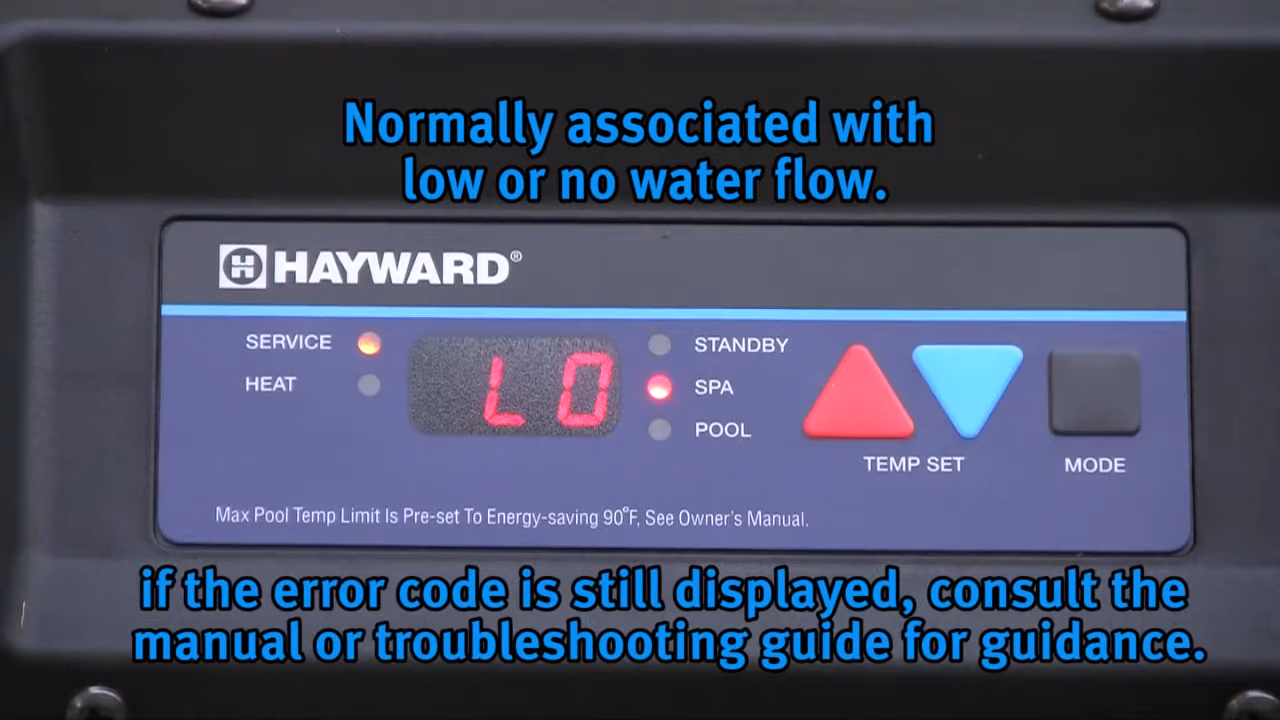 Normally associated with
low or no water flow.
HAYWARD®
SERVICE
HEAT
LO
STANDBY
SPA
POOL
TEMP SET
MODE
Max Pool Temp Limit Is Pre-set To Energy-saving 90°F, See Owner's Manual.
if the error code is still displayed, consult the
manual or troubleshooting guide for guidance.